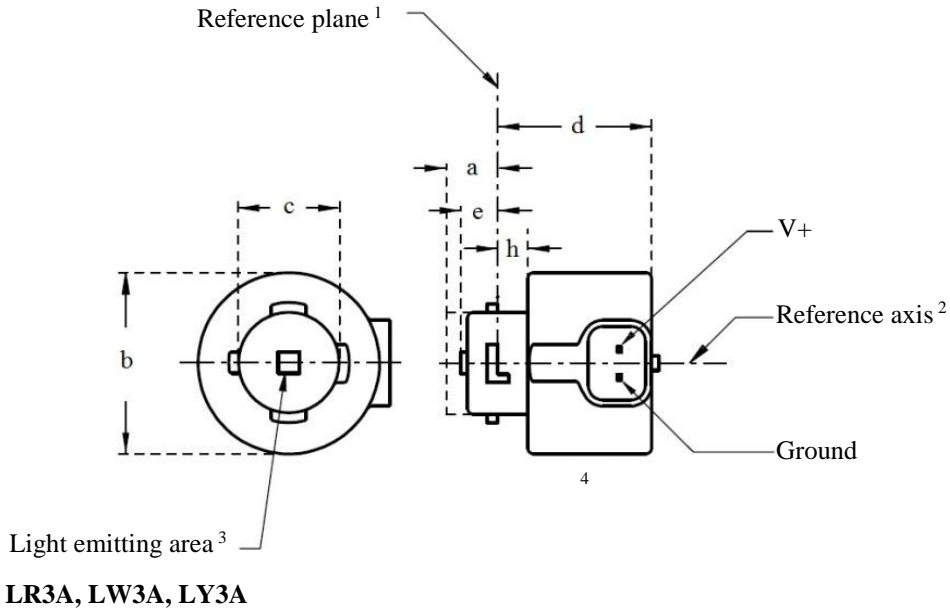 Reference plane 1
d
a
c
e
V+
h
Reference axis 2
b
Ground
4
Light emitting area 3
LR3A, LW3A, LY3A